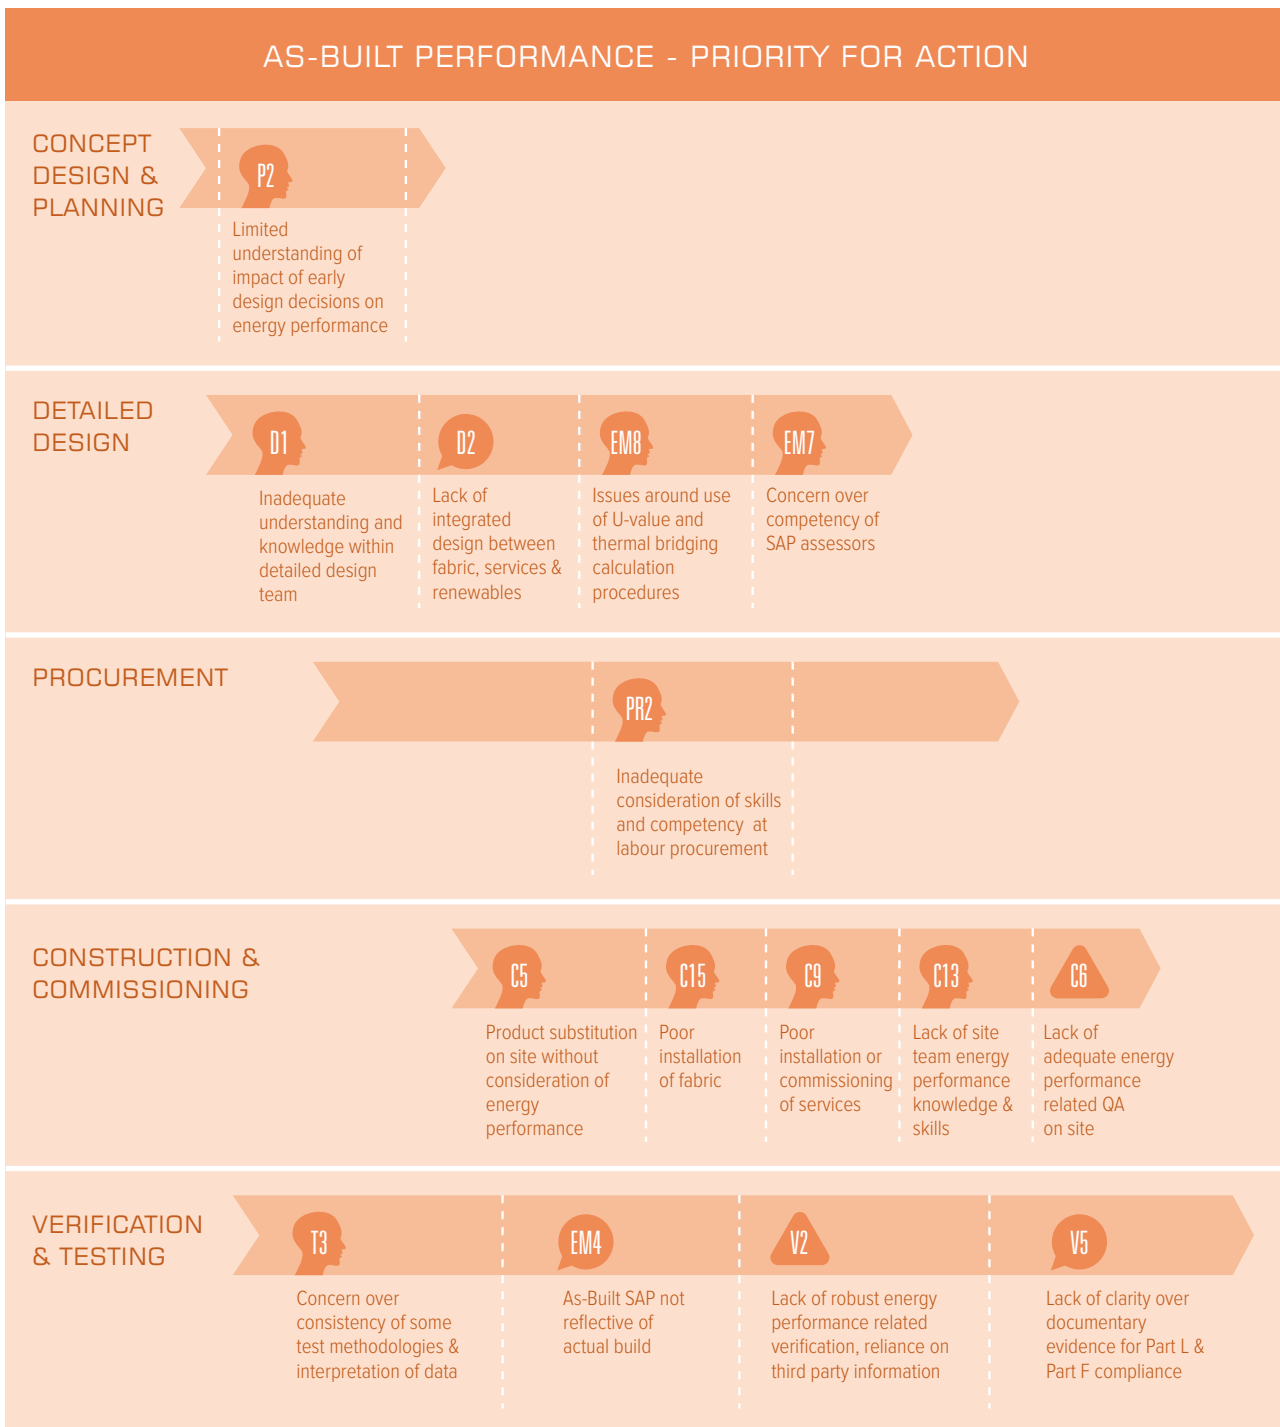 AS-BUILT PERFORMANCE - PRIORITY FOR ACTION
CONCEPT
DESIGN &
PLANNING
P2
Limited
understanding of
impact of early
design decisions on
energy performance
DETAILED
DESIGN
D1
Inadequate
understanding and
knowledge within
detailed design
team
D2
Lack of
integrated
design between
fabric, services &
renewables
EM8
Issues around use
of U-value and
thermal bridging
calculation
procedures
EM7
Concern over
competency of
SAP assessors
PROCUREMENT
PR2
Inadequate
consideration of skills
and competency at
labour procurement
CONSTRUCTION &
COMMISSIONING
C5
Product substitution
on site without
consideration of
energy
performance
C15
Poor
installation
of fabric
C9
Poor
installation or
commissioning
of services
C13
Lack of site
team energy
performance
knowledge &
skills
C6
Lack of
adequate energy
performance
related QA
on site
VERIFICATION
& TESTING
T3
Concern over
consistency of some
test methodologies &
interpretation of data
EM4
As-Built SAP not
reflective of
actual build
V2
Lack of robust energy
performance related
verification, reliance on
third party information
V5
Lack of clarity over
documentary
evidence for Part L &
Part F compliance